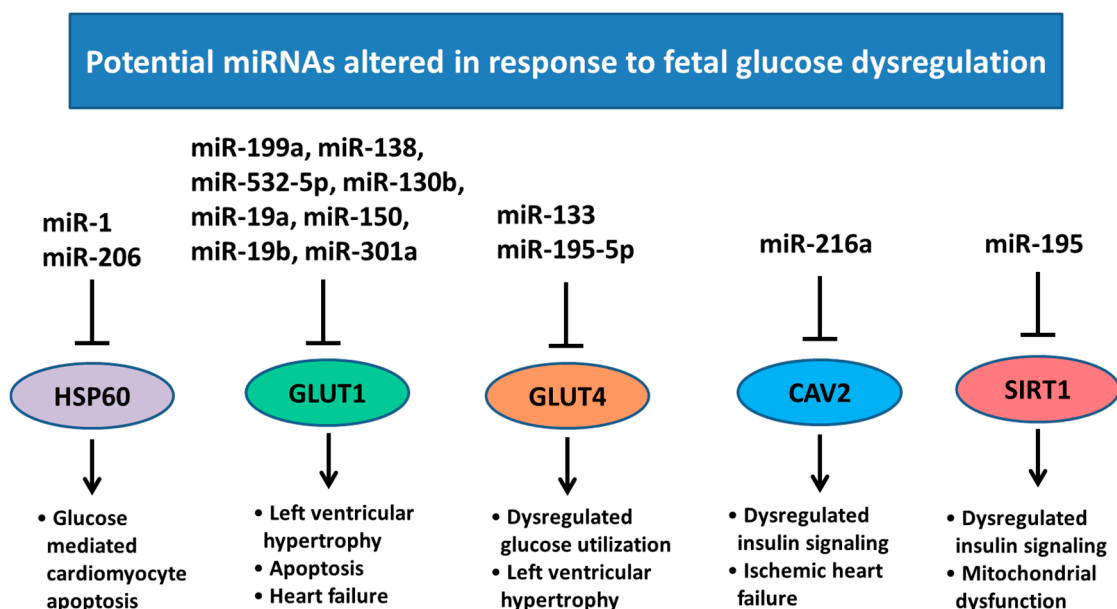 Potential miRNAs altered in response to fetal glucose dysregulation
miR-1
miR-206
miR-199a, miR-138,
miR-532-5p, miR-130b,
miR-19a, miR-150,
miR-19b, miR-301a
miR-133
miR-195-5p
miR-216a
miR-195
HSP60
GLUT1
GLUT4
CAV2
SIRT1
• Glucose
mediated
cardiomyocyte
apoptosis
• Left ventricular
hypertrophy
• Apoptosis
• Heart failure
• Dysregulated
glucose utilization
• Left ventricular
hypertrophy
• Dysregulated
insulin signaling
• Ischemic heart
failure
• Dysregulated
insulin signaling
• Mitochondrial
dysfunction